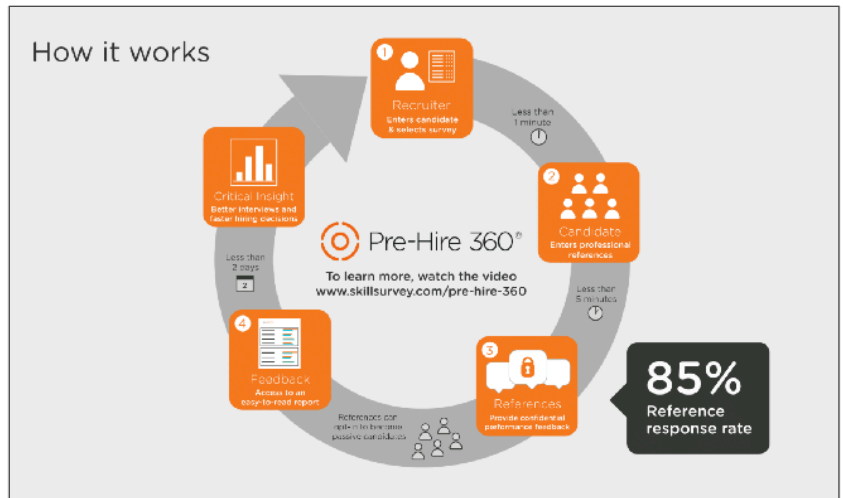 How it works
1
Recruiter
Enters candidate
& selects survey
Less than
1 minute
2
Candidate
Enters professional
references
Less than
5 minutes
3
References
Provide confidential
performance feedback
85%
Reference
response rate
References can
opt-in to become
passive candidates
4
Feedback
Access to an
easy-to-read report
Less than
2 days
2
Critical Insight
Better interviews and
faster hiring decisions
Pre-Hire 360®
To learn more, watch the video
www.skillsurvey.com/pre-hire-360